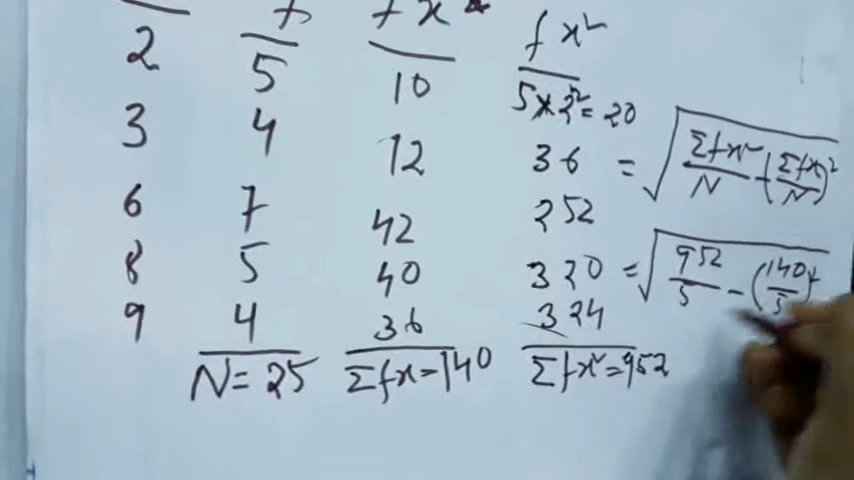 f fx fx²
2 5 10 5×2²=20
3 4 12 36 = √(Σfx²/N - (Σfx/N)²)
6 7 42 252
8 5 40 320 = √(952/5 - (140/5)²)
9 4 36 324
N=25 Σfx=140 Σfx²=952